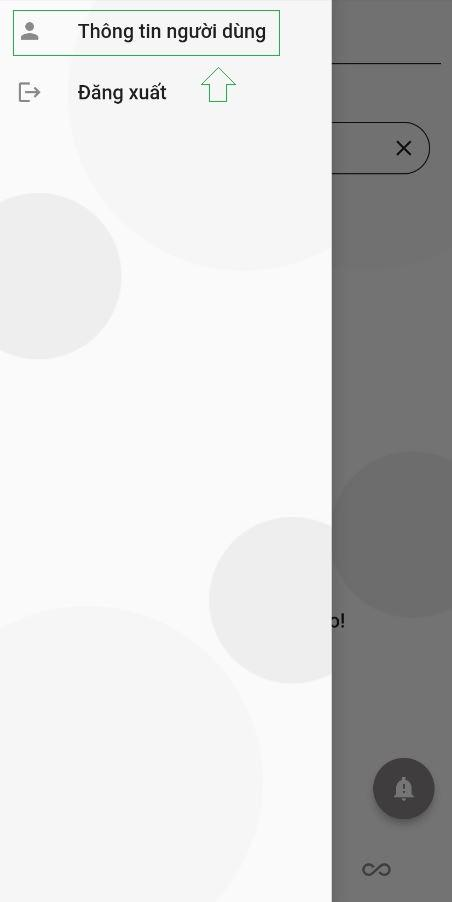 Thông tin người dùng
Đăng xuất
o!